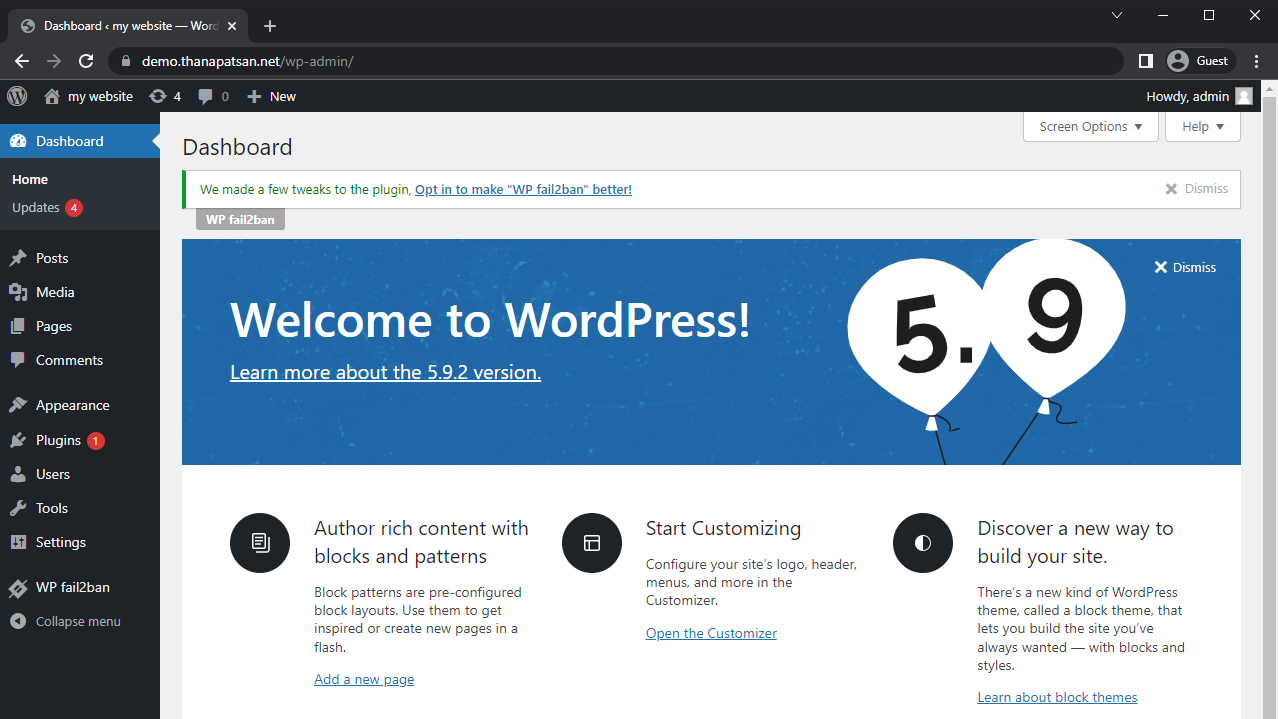 Dashboard ‹ my website — Word
demo.thanapatsan.net/wp-admin/
Guest
my website
4
0
New
Howdy, admin
Dashboard
Home
Updates 4
Posts
Media
Pages
Comments
Appearance
Plugins 1
Users
Tools
Settings
WP fail2ban
Collapse menu
Screen Options
Help
Dashboard
We made a few tweaks to the plugin, Opt in to make "WP fail2ban" better!
Dismiss
WP fail2ban
Dismiss
Welcome to WordPress!
Learn more about the 5.9.2 version.
5.9
Author rich content with
blocks and patterns
Block patterns are pre-configured
block layouts. Use them to get
inspired or create new pages in a
flash.
Add a new page
Start Customizing
Configure your site’s logo, header,
menus, and more in the
Customizer.
Open the Customizer
Discover a new way to
build your site.
There’s a new kind of WordPress
theme, called a block theme, that
lets you build the site you’ve
always wanted — with blocks and
styles.
Learn about block themes